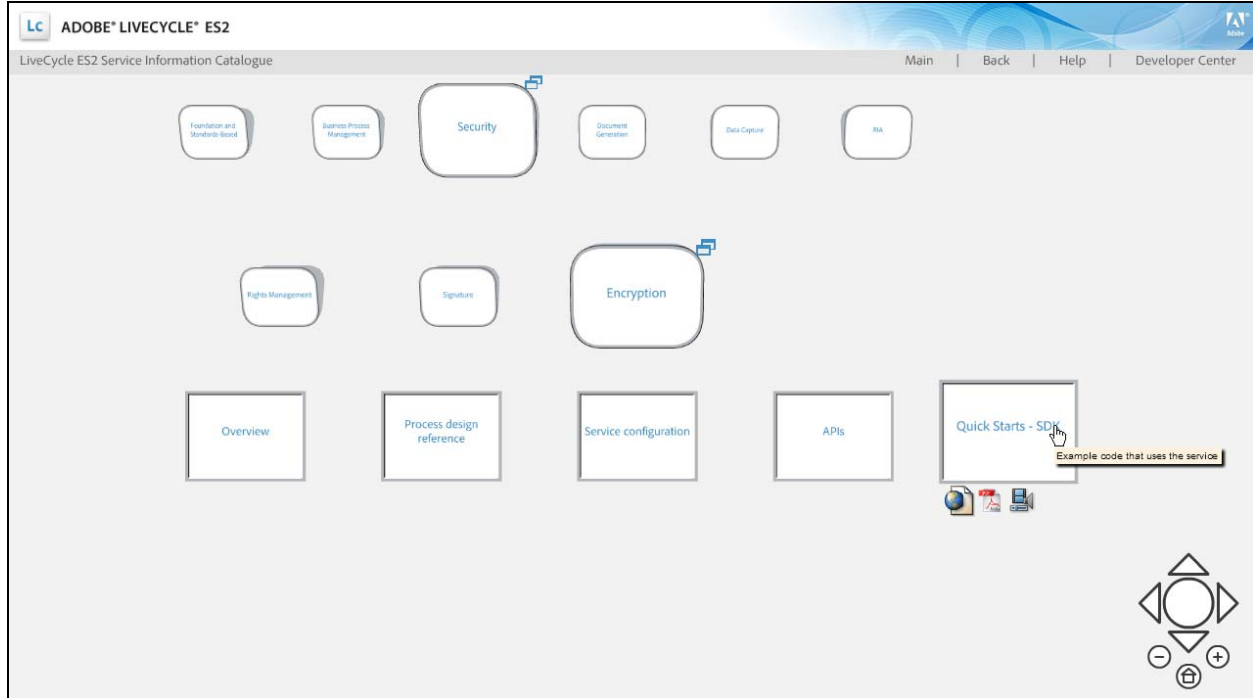 Lc ADOBE® LIVECYCLE® ES2
Adobe
LiveCycle ES2 Service Information Catalogue
Main | Back | Help | Developer Center
Foundation and
Standards-Based
Business Process
Management
Security
Document
Generation
Data Capture
RIA
Rights Management
Signature
Encryption
Overview
Process design
reference
Service configuration
APIs
Quick Starts - SDK
Example code that uses the service